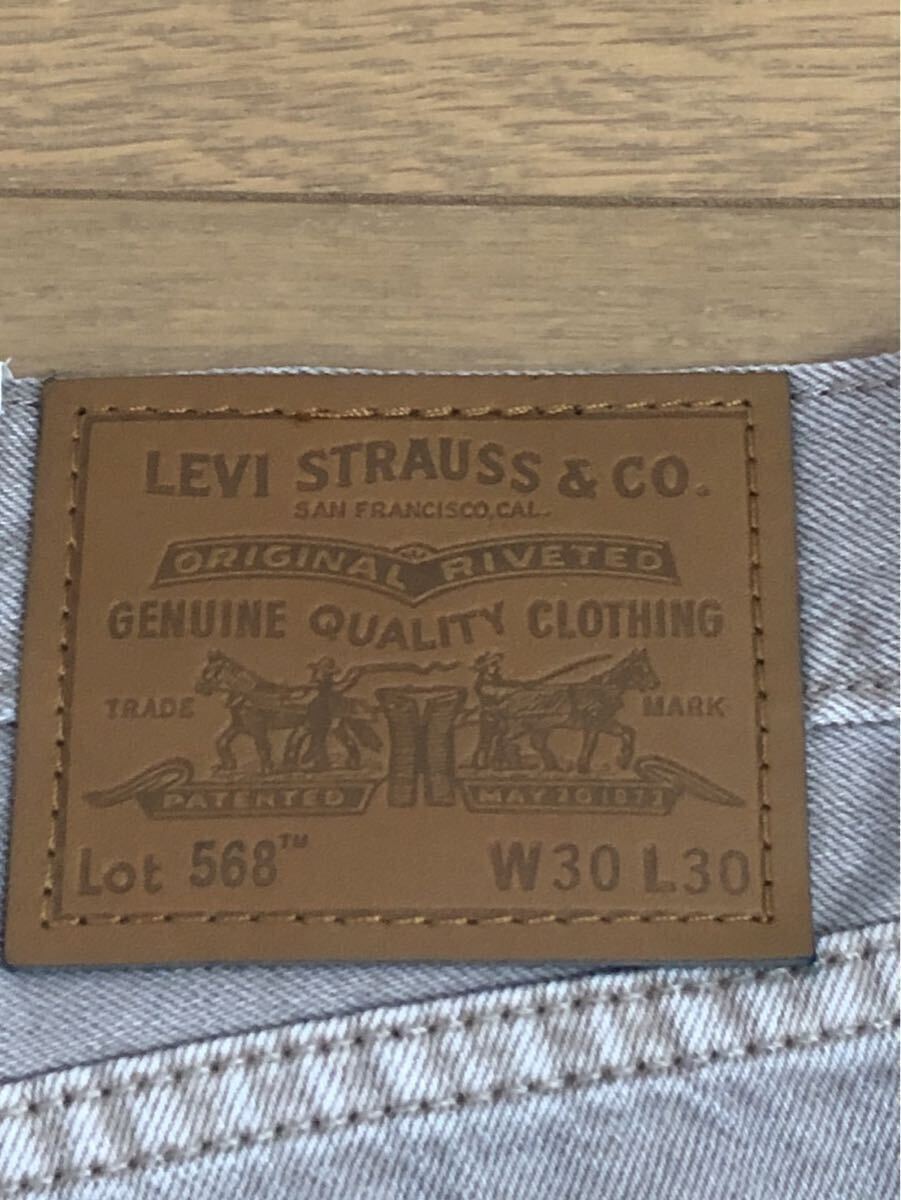 LEVI STRAUSS & CO.
SAN FRANCISCO, CAL.
ORIGINAL RIVETED
GENUINE QUALITY CLOTHING
TRADE MARK
PATENTED MAY 20 1873
Lot 568™ W30 L30